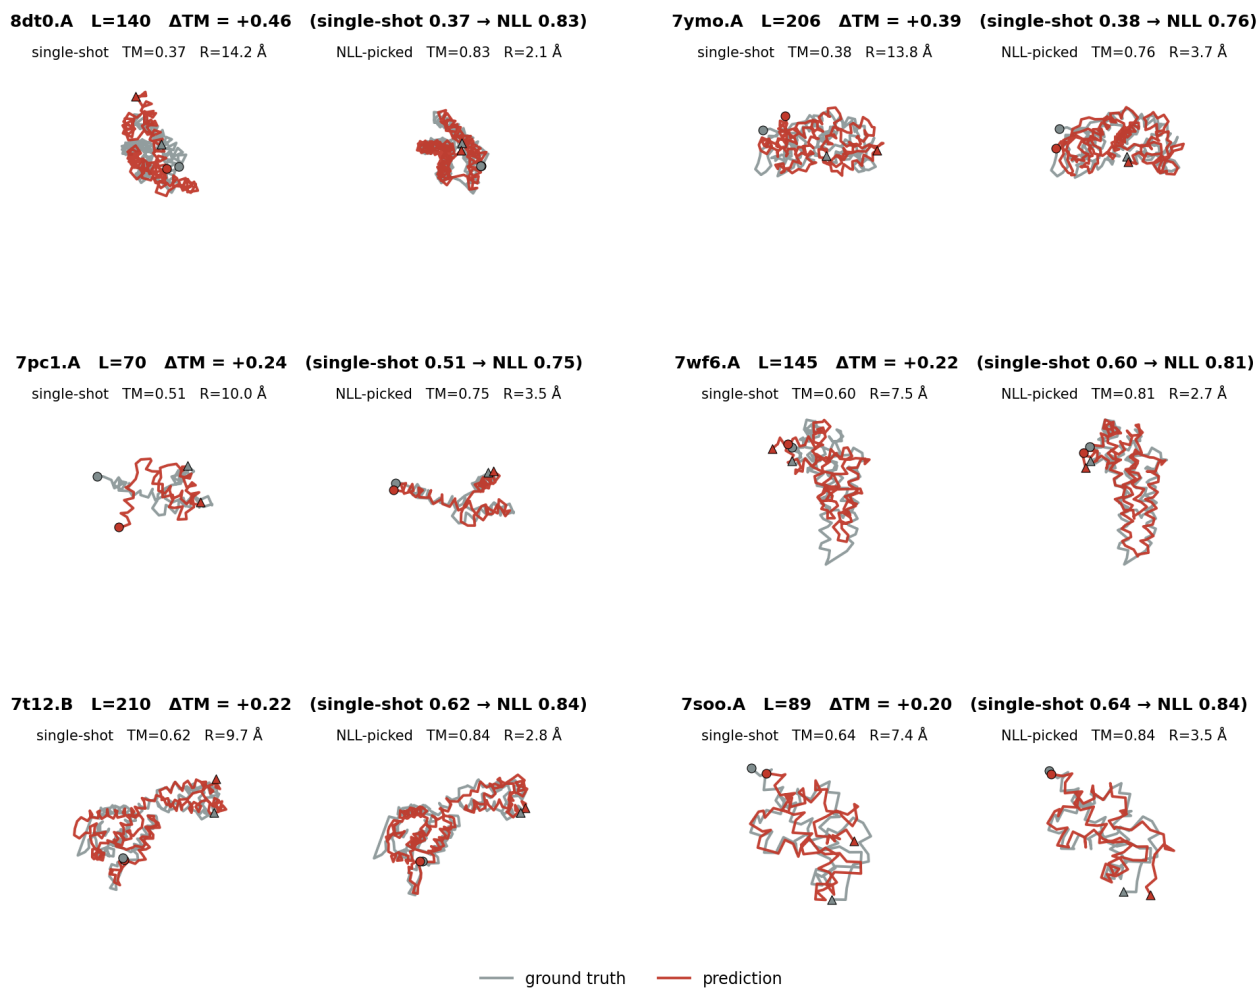 8dt0.A L=140 ΔTM = +0.46 (single-shot 0.37 → NLL 0.83)
single-shot TM=0.37 R=14.2 Å
NLL-picked TM=0.83 R=2.1 Å
7ymo.A L=206 ΔTM = +0.39 (single-shot 0.38 → NLL 0.76)
single-shot TM=0.38 R=13.8 Å
NLL-picked TM=0.76 R=3.7 Å
7pc1.A L=70 ΔTM = +0.24 (single-shot 0.51 → NLL 0.75)
single-shot TM=0.51 R=10.0 Å
NLL-picked TM=0.75 R=3.5 Å
7wf6.A L=145 ΔTM = +0.22 (single-shot 0.60 → NLL 0.81)
single-shot TM=0.60 R=7.5 Å
NLL-picked TM=0.81 R=2.7 Å
7t12.B L=210 ΔTM = +0.22 (single-shot 0.62 → NLL 0.84)
single-shot TM=0.62 R=9.7 Å
NLL-picked TM=0.84 R=2.8 Å
7soo.A L=89 ΔTM = +0.20 (single-shot 0.64 → NLL 0.84)
single-shot TM=0.64 R=7.4 Å
NLL-picked TM=0.84 R=3.5 Å
ground truth
prediction